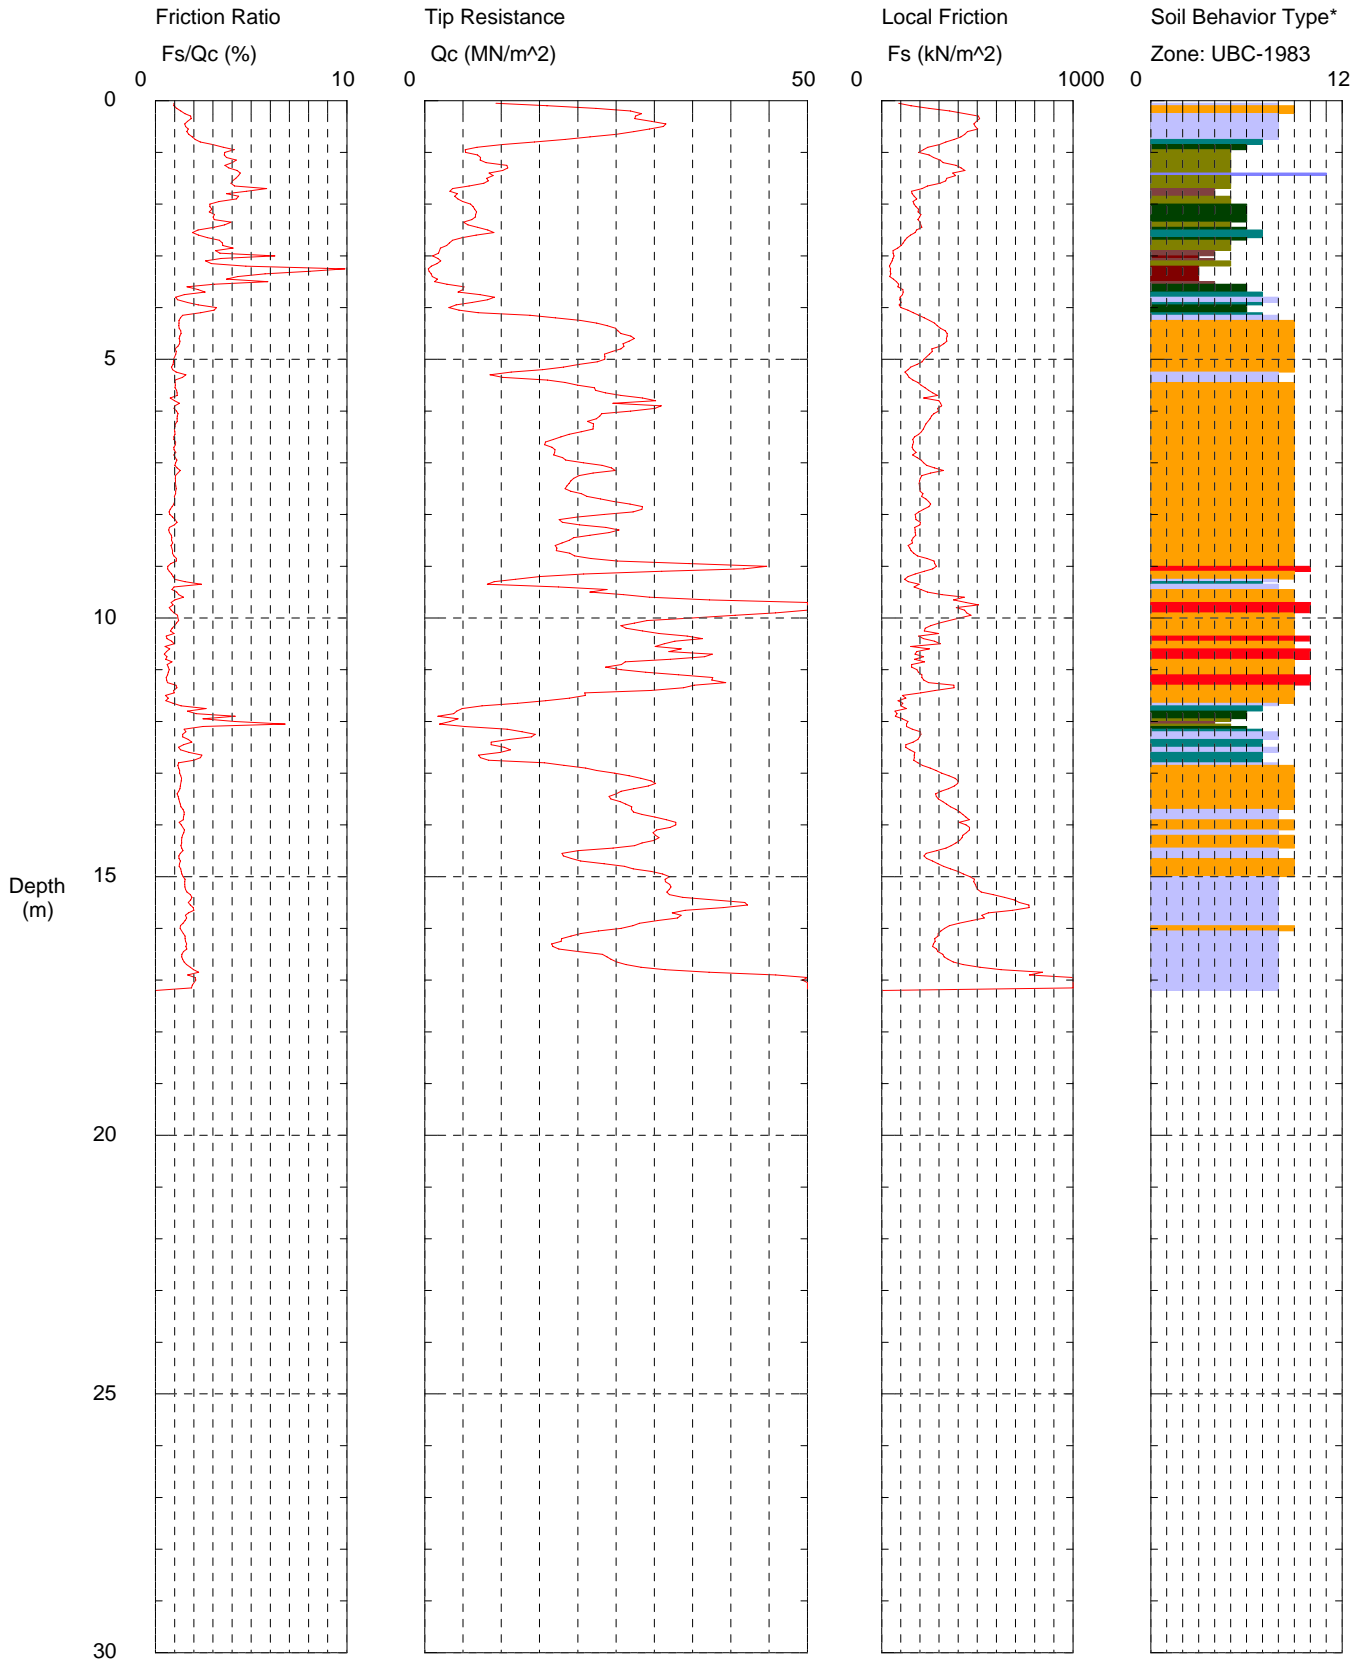 Friction Ratio
Fs/Qc (%)
0 10
Tip Resistance
Qc (MN/m^2)
0 50
Local Friction
Fs (kN/m^2)
0 1000
Soil Behavior Type*
Zone: UBC-1983
0 12
0
5
10
15
Depth
(m)
20
25
30